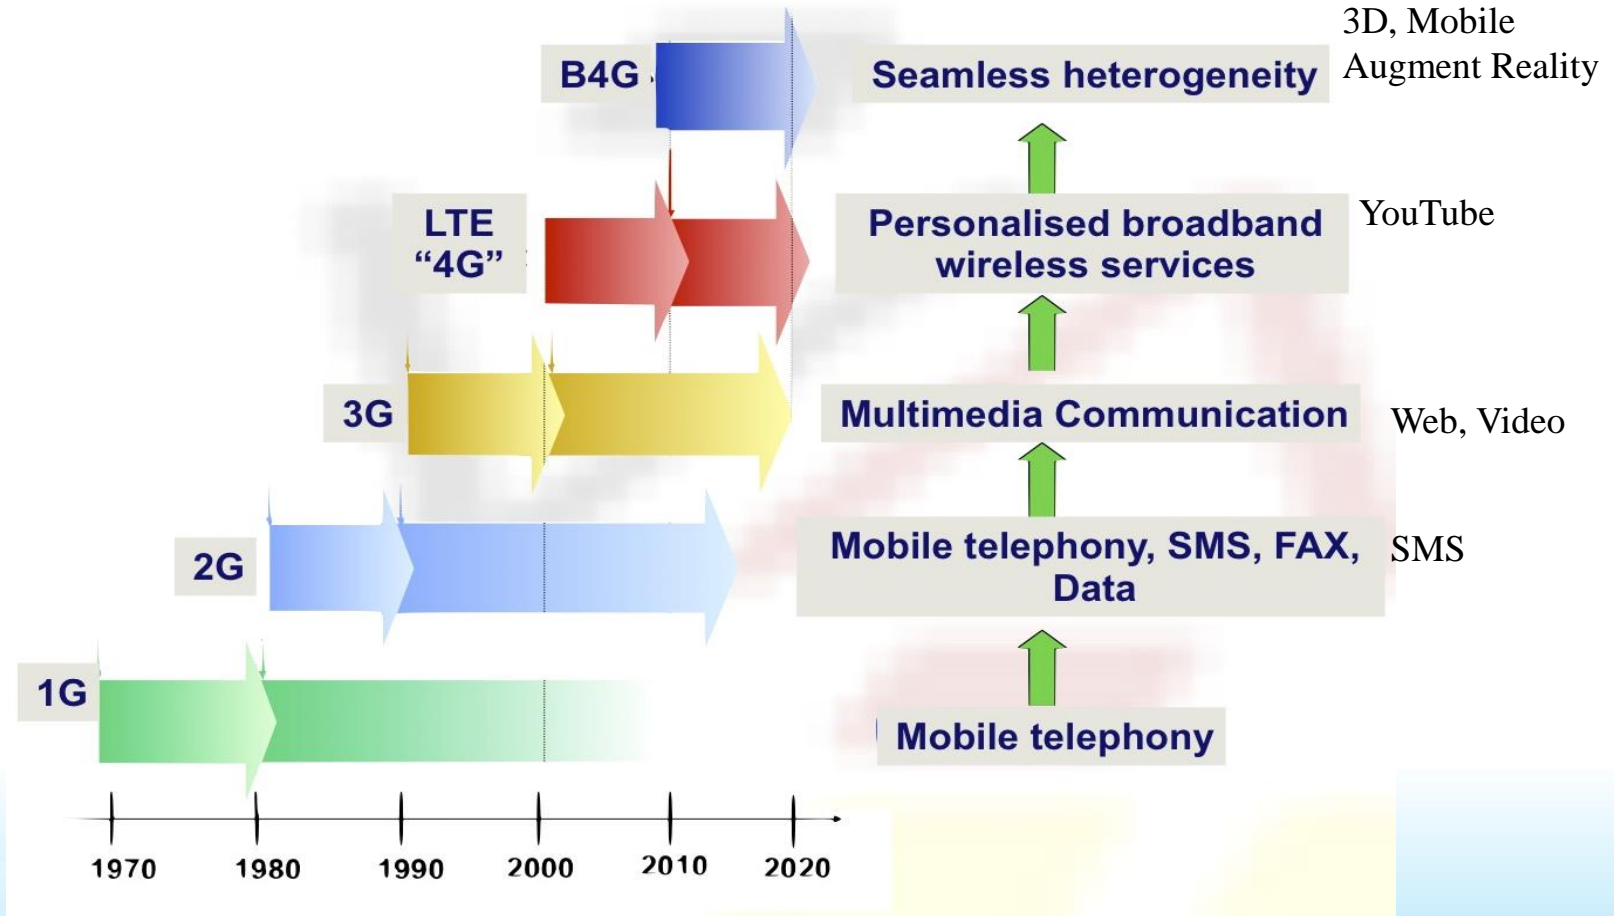 3D, Mobile
Augment Reality
B4G
Seamless heterogeneity
LTE
“4G”
Personalised broadband
wireless services
YouTube
3G
Multimedia Communication
Web, Video
2G
Mobile telephony, SMS, FAX,
Data
SMS
1G
Mobile telephony
1970 1980 1990 2000 2010 2020